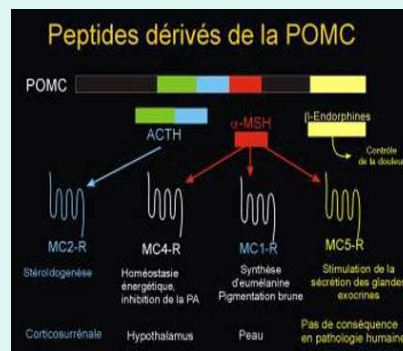 Peptides dérivés de la POMC
POMC
ACTH
α-MSH
β-Endorphines
Contrôle
de la douleur
MC2-R
MC4-R
MC1-R
MC5-R
Stéroldogenèse
Homéostasie
énergétique,
inhibition de la PA
Synthèse
d'eumélanine
Pigmentation brune
Stimulation de la
sécrétion des glandes
exocrines
Corticosurrénale
Hypothalamus
Peau
Pas de conséquence
en pathologie humaine